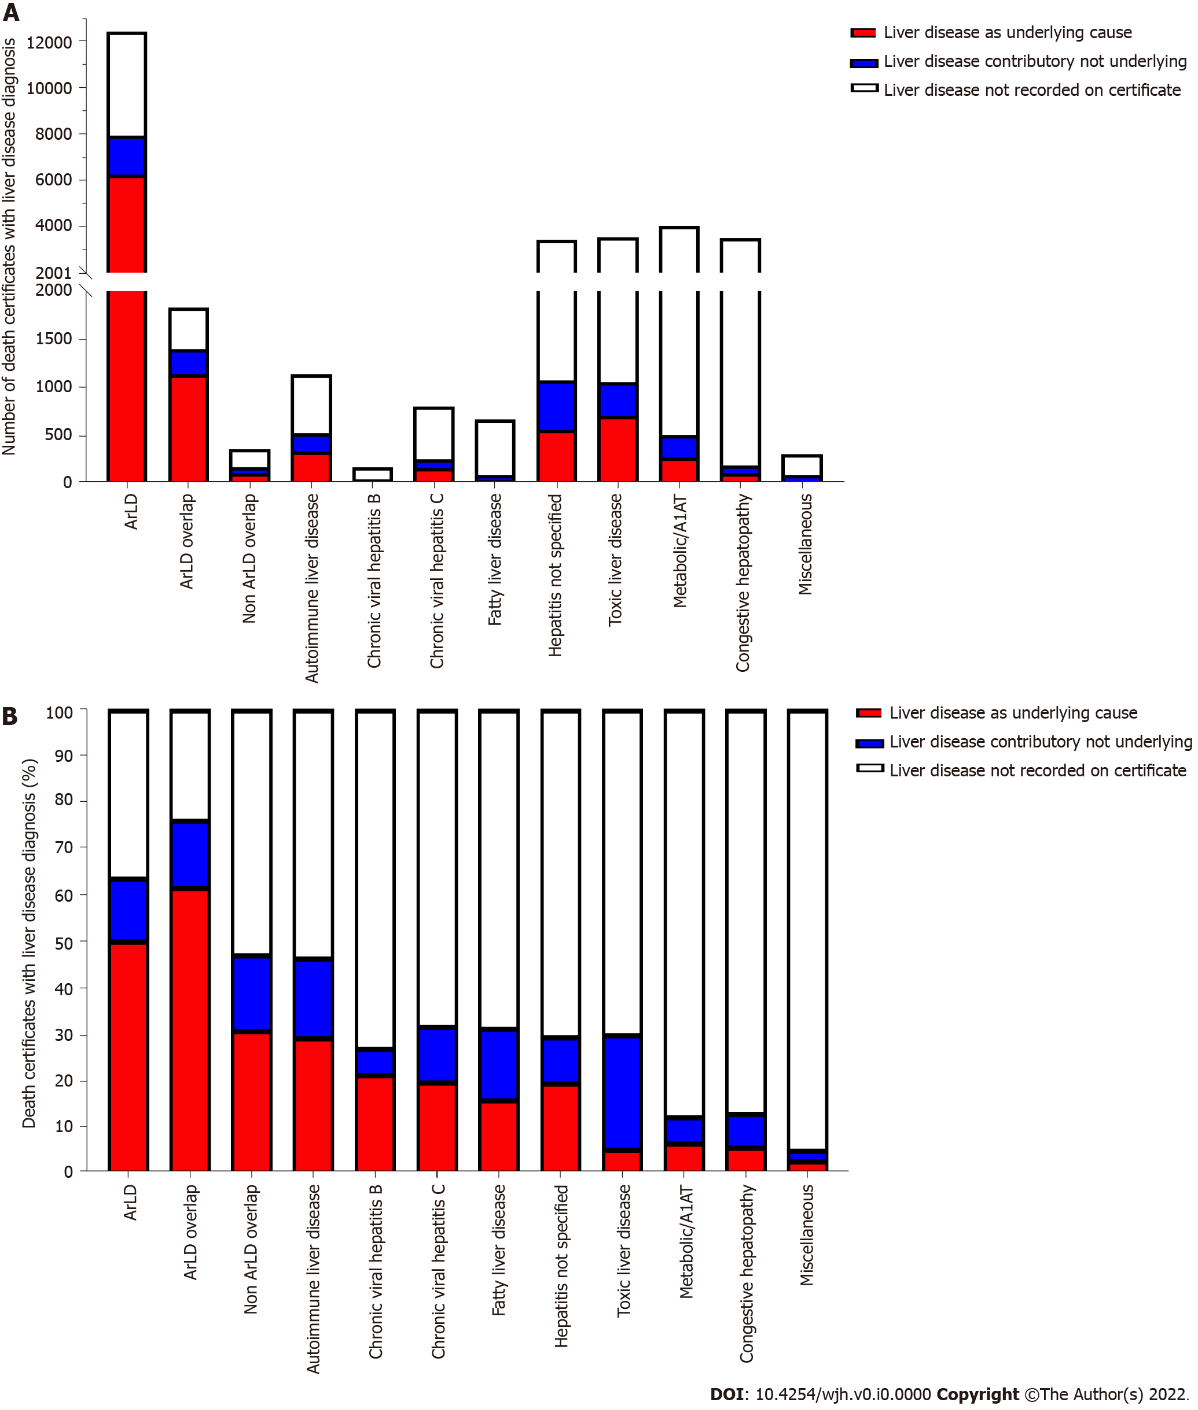 A
Number of death certificates with liver disease diagnosis
12000
10000
8000
6000
4000
2001
2000
1500
1000
500
0
ArLD
ArLD overlap
Non ArLD overlap
Autoimmune liver disease
Chronic viral hepatitis B
Chronic viral hepatitis C
Fatty liver disease
Hepatitis not specified
Toxic liver disease
Metabolic/A1AT
Congestive hepatopathy
Miscellaneous
Liver disease as underlying cause
Liver disease contributory not underlying
Liver disease not recorded on certificate
B
Death certificates with liver disease diagnosis (%)
100
90
80
70
60
50
40
30
20
10
0
ArLD
ArLD overlap
Non ArLD overlap
Autoimmune liver disease
Chronic viral hepatitis B
Chronic viral hepatitis C
Fatty liver disease
Hepatitis not specified
Toxic liver disease
Metabolic/A1AT
Congestive hepatopathy
Miscellaneous
Liver disease as underlying cause
Liver disease contributory not underlying
Liver disease not recorded on certificate
DOI: 10.4254/wjh.v0.i0.0000 Copyright ©The Author(s) 2022.